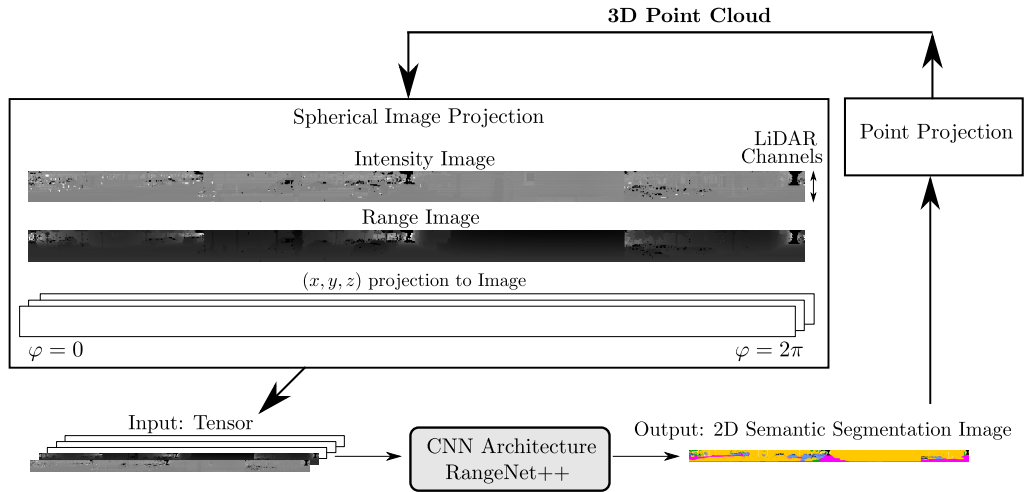 3D Point Cloud
Spherical Image Projection
Point Projection
LiDAR
Channels
Intensity Image
Range Image
(x, y, z) projection to Image
φ = 0
φ = 2π
Input: Tensor
CNN Architecture
RangeNet++
Output: 2D Semantic Segmentation Image